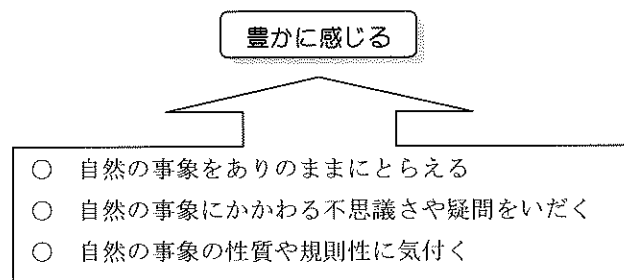 豊かに感じる
○ 自然の事象をありのままにとらえる
○ 自然の事象にかかわる不思議さや疑問をいだく
○ 自然の事象の性質や規則性に気付く